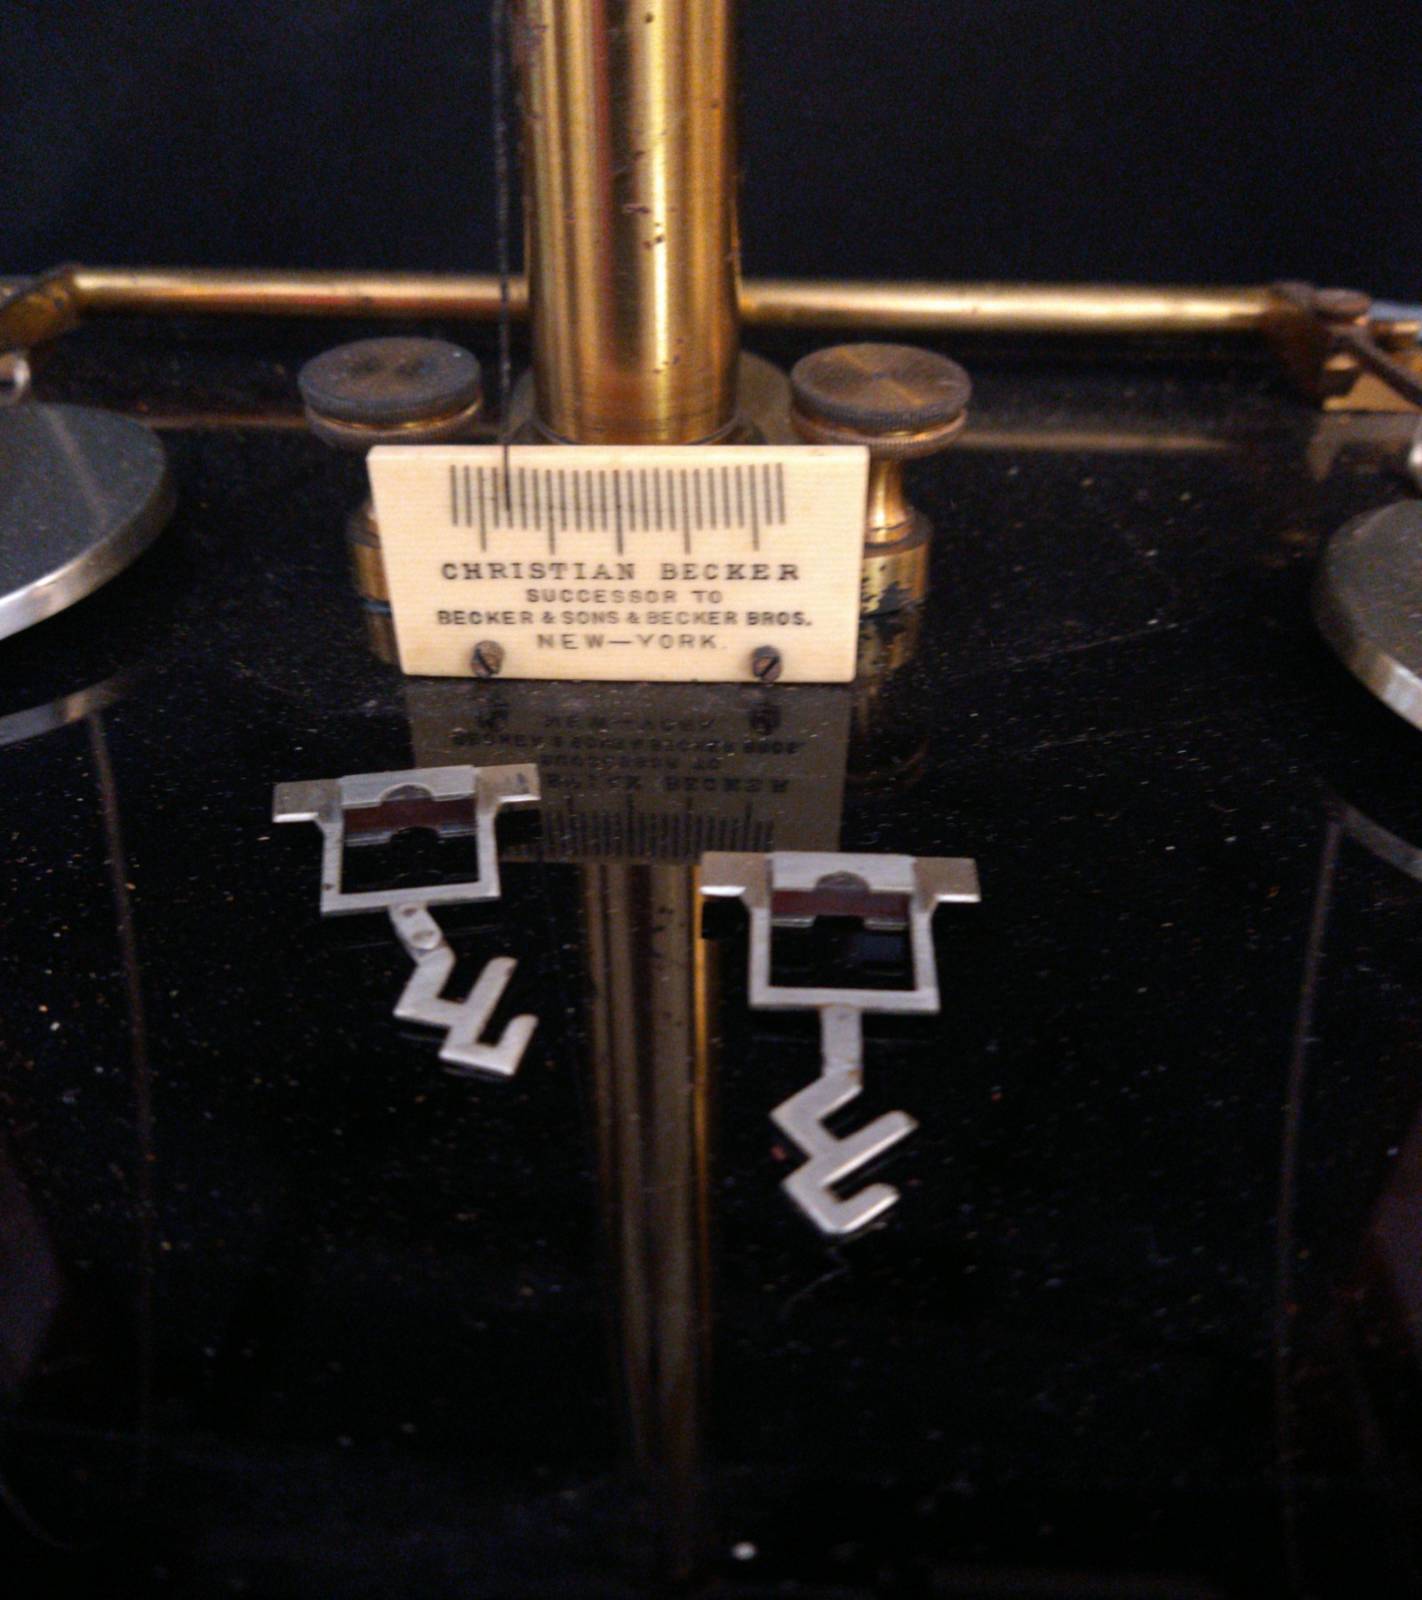 CHRISTIAN BECKER
SUCCESSOR TO
BECKER & SONS & BECKER BROS.
NEW—YORK.